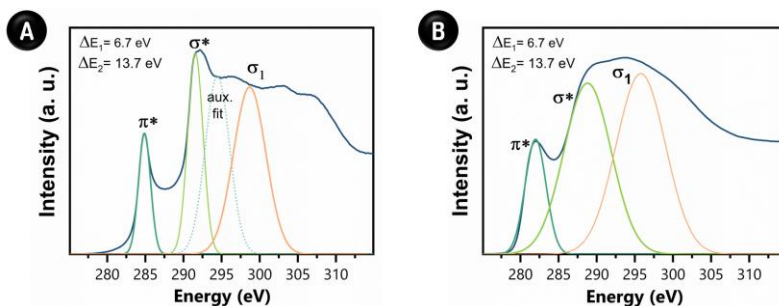 A
ΔE₁= 6.7 eV
ΔE₂= 13.7 eV
π*
σ*
aux.
fit
σ₁
Intensity (a. u.)
280 285 290 295 300 305 310
Energy (eV)
B
ΔE₁= 6.7 eV
ΔE₂= 13.7 eV
π*
σ*
σ₁
Intensity (a. u.)
280 287 290 295 300 305 310
Energy (eV)